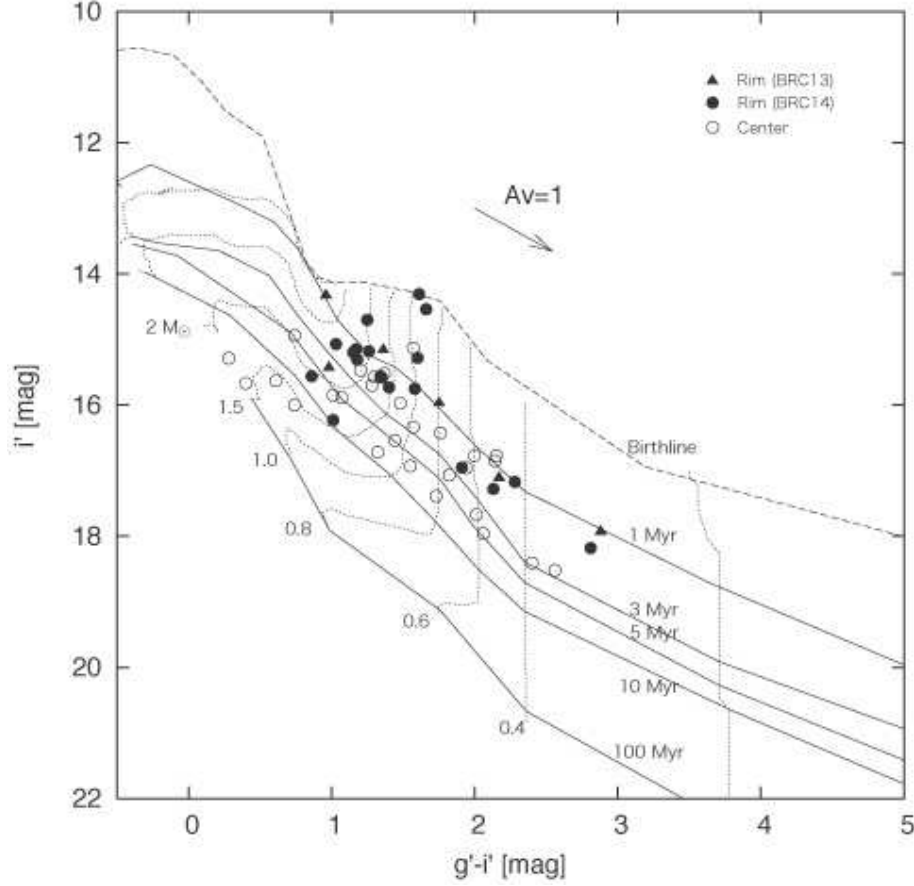 10
12
14
16
18
20
22
i' [mag]
0
1
2
3
4
5
g'-i' [mag]
Rim (BRC13)
Rim (BRC14)
Center
Av=1
2 M☉
1.5
1.0
0.8
0.6
0.4
Birthline
1 Myr
3 Myr
5 Myr
10 Myr
100 Myr